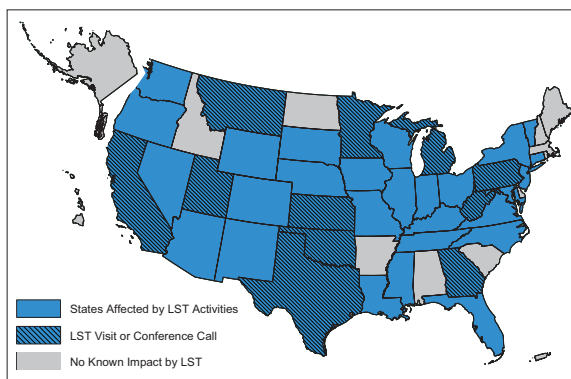 States Affected by LST Activities
LST Visit or Conference Call
No Known Impact by LST